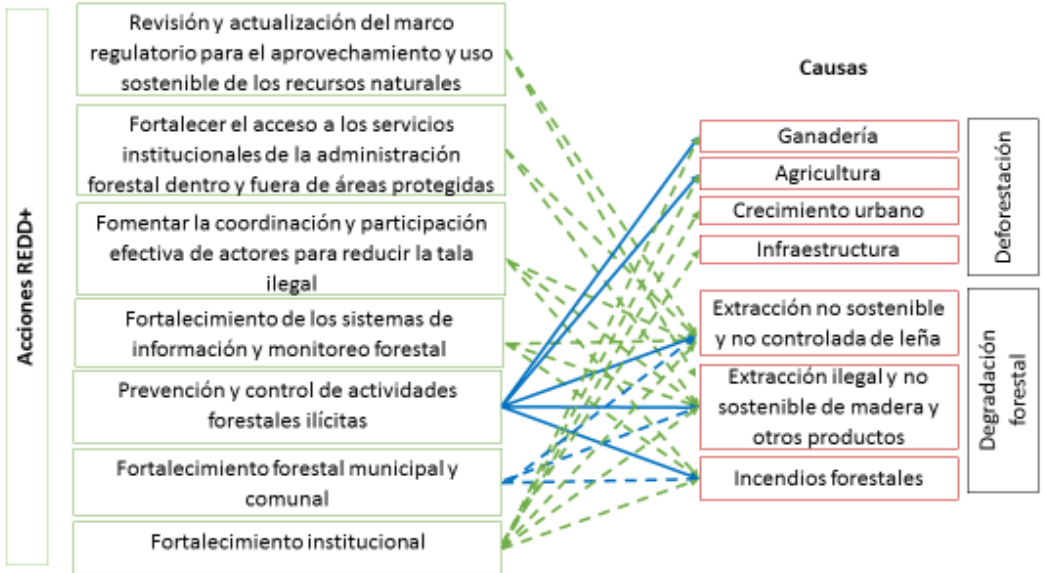 Acciones REDD+
Revisión y actualización del marco
regulatorio para el aprovechamiento y uso
sostenible de los recursos naturales
Fortalecer el acceso a los servicios
institucionales de la administración
forestal dentro y fuera de áreas protegidas
Fomentar la coordinación y participación
efectiva de actores para reducir la tala
ilegal
Fortalecimiento de los sistemas de
información y monitoreo forestal
Prevención y control de actividades
forestales ilícitas
Fortalecimiento forestal municipal y
comunal
Fortalecimiento institucional
Causas
Ganadería
Agricultura
Crecimiento urbano
Infraestructura
Extracción no sostenible
y no controlada de leña
Extracción ilegal y no
sostenible de madera y
otros productos
Incendios forestales
Deforestación
Degradación
forestal